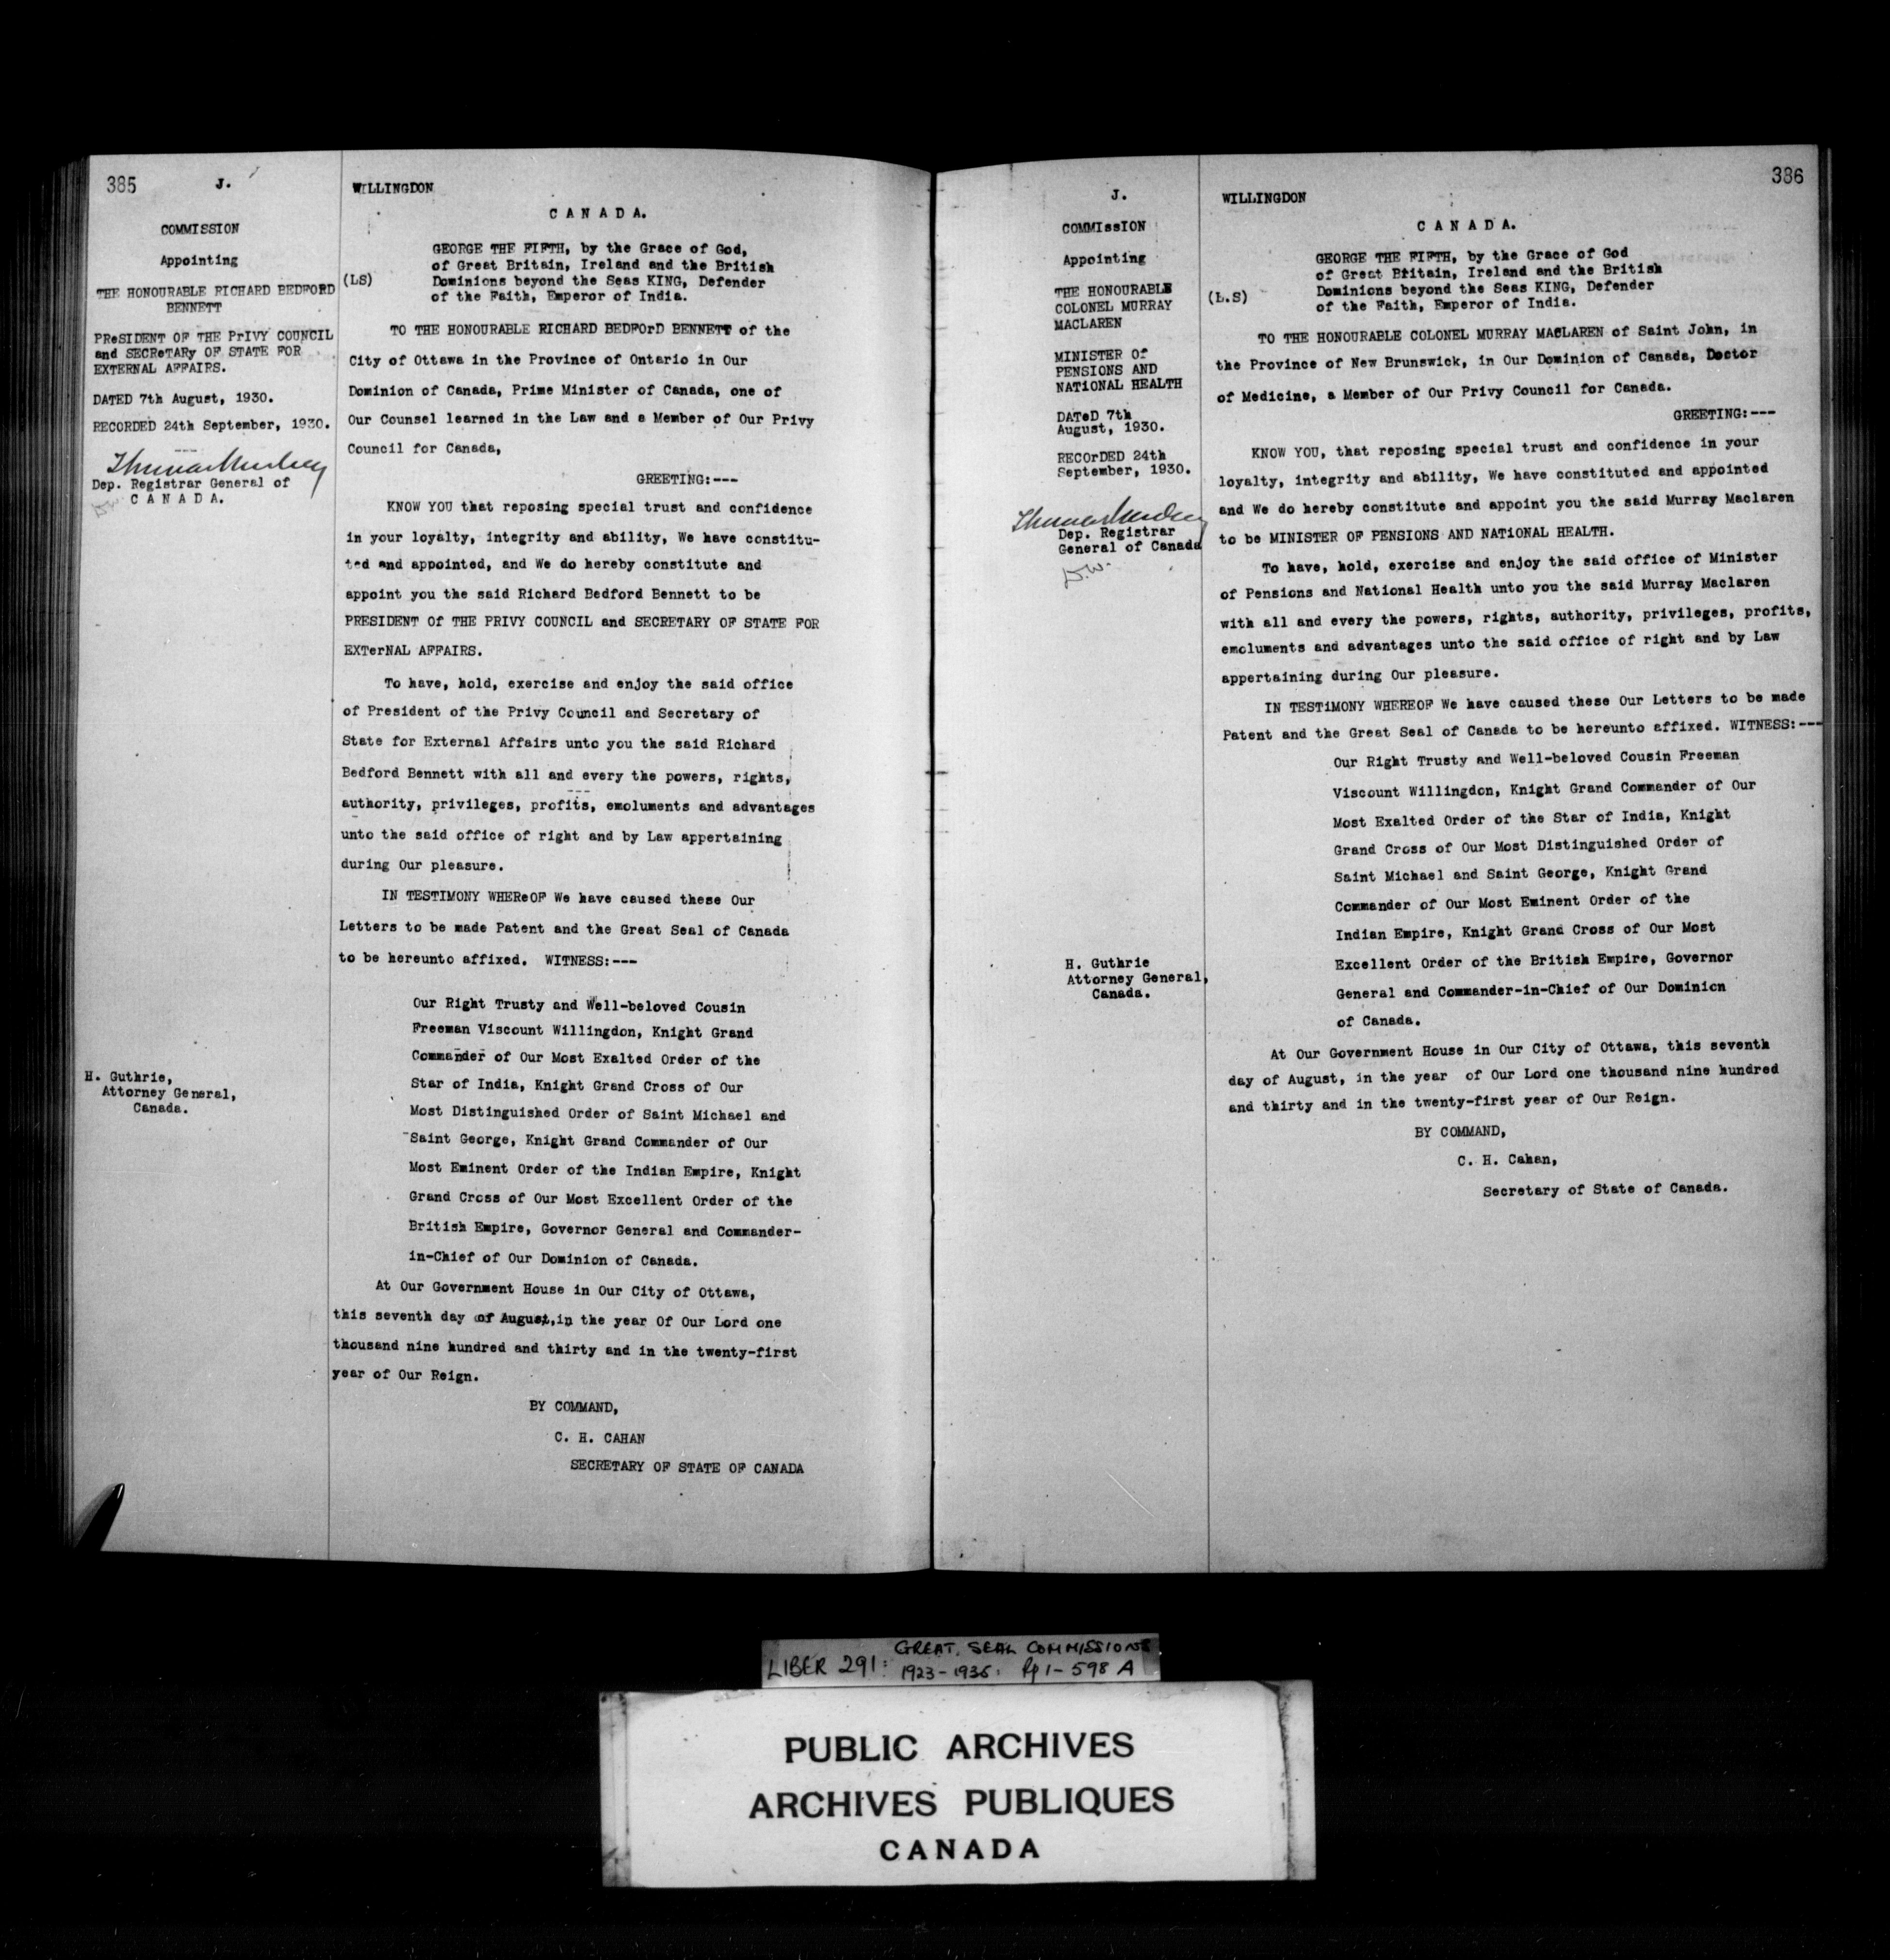 385
J.
COMMISSION
Appointing
THE HONOURABLE RICHARD BEDFORD
BENNETT
PReSIDENT OF THE PrIVY COUNCIL
and SECReTARy OF STATE FOR
EXTERNAL AFFAIRS.
DATED 7th August, 1930.
RECORDED 24th September, 1930.
Dep. Registrar General of
C A N A D A.
H. Guthrie,
Attorney General,
Canada.
WILLINGDON
C A N A D A.
(LS)
GEORGE THE FIFTH, by the Grace of God,
of Great Britain, Ireland and the British
Dominions beyond the Seas KING, Defender
of the Faith, Emperor of India.
TO THE HONOURABLE RICHARD BEDFOrD BENNETT of the
City of Ottawa in the Province of Ontario in Our
Dominion of Canada, Prime Minister of Canada, one of
Our Counsel learned in the Law and a Member of Our Privy
Council for Canada,
GREETING:---
KNOW YOU that reposing special trust and confidence
in your loyalty, integrity and ability, We have constitu-
ted and appointed, and We do hereby constitute and
appoint you the said Richard Bedford Bennett to be
PRESIDENT Of THE PRIVY COUNCIL and SECRETARY OF STATE FOR
EXTerNAL AFFAIRS.
To have, hold, exercise and enjoy the said office
of President of the Privy Council and Secretary of
State for External Affairs unto you the said Richard
Bedford Bennett with all and every the powers, rights,
authority, privileges, profits, emoluments and advantages
unto the said office of right and by Law appertaining
during Our pleasure.
IN TESTIMONY WHEReOF We have caused these Our
Letters to be made Patent and the Great Seal of Canada
to be hereunto affixed. WITNESS:---
Our Right Trusty and Well-beloved Cousin
Freeman Viscount Willingdon, Knight Grand
Commander of Our Most Exalted Order of the
Star of India, Knight Grand Cross of Our
Most Distinguished Order of Saint Michael and
Saint George, Knight Grand Commander of Our
Most Eminent Order of the Indian Empire, Knight
Grand Cross of Our Most Excellent Order of the
British Empire, Governor General and Commander-
in-Chief of Our Dominion of Canada.
At Our Government House in Our City of Ottawa,
this seventh day of August,in the year Of Our Lord one
thousand nine hundred and thirty and in the twenty-first
year of Our Reign.
BY COMMAND,
C. H. CAHAN
SECRETARY OF STATE OF CANADA
386
J.
COMMIssION
Appointing
THE HONOURABLE
COLONEL MURRAY
MACLAREN
MINISTER Of
PENSIONS AND
NATiONAL HEALTH
DATeD 7th
August, 1930.
RECOrDED 24th
September, 1930.
Dep. Registrar
General of Canada
D.W.
H. Guthrie
Attorney General,
Canada.
WILLINGDON
C A N A D A.
(L.S)
GEORGE THE FIFTH, by the Grace of God
of Great Britain, Ireland and the British
Dominions beyond the Seas KING, Defender
of the Faith, Emperor of India.
TO THE HONOURABLE COLONEL MURRAY MACLAREN of Saint John, in
the Province of New Brunswick, in Our Dominion of Canada, Doctor
of Medicine, a Member of Our Privy Council for Canada.
GREETING:---
KNOW YOU, that reposing special trust and confidence in your
loyalty, integrity and ability, We have constituted and appointed
and We do hereby constitute and appoint you the said Murray Maclaren
to be MINISTER OF PENSIONS AND NATiONAL HEALTH.
To have, hold, exercise and enjoy the said office of Minister
of Pensions and National Health unto you the said Murray Maclaren
with all and every the powers, rights, authority, privileges, profits,
emoluments and advantages unto the said office of right and by Law
appertaining during Our pleasure.
IN TESTiMONY WHEREOF We have caused these Our Letters to be made
Patent and the Great Seal of Canada to be hereunto affixed. WITNESS:---
Our Right Trusty and Well-beloved Cousin Freeman
Viscount Willingdon, Knight Grand Commander of Our
Most Exalted Order of the Star of India, Knight
Grand Cross of Our Most Distinguished Order of
Saint Michael and Saint George, Knight Grand
Commander of Our Most Eminent Order of the
Indian Empire, Knight Grand Cross of Our Most
Excellent Order of the British Empire, Governor
General and Commander-in-Chief of Our Dominion
of Canada.
At Our Government House in Our City of Ottawa, this seventh
day of August, in the year of Our Lord one thousand nine hundred
and thirty and in the twenty-first year of Our Reign.
BY COMMAND,
C. H. Cahan,
Secretary of State of Canada.
LIBER 291: GREAT SEAL COMMISSIONS
1923-1935. Pp 1-598 A
PUBLIC ARCHIVES
ARCHIVES PUBLIQUES
CANADA